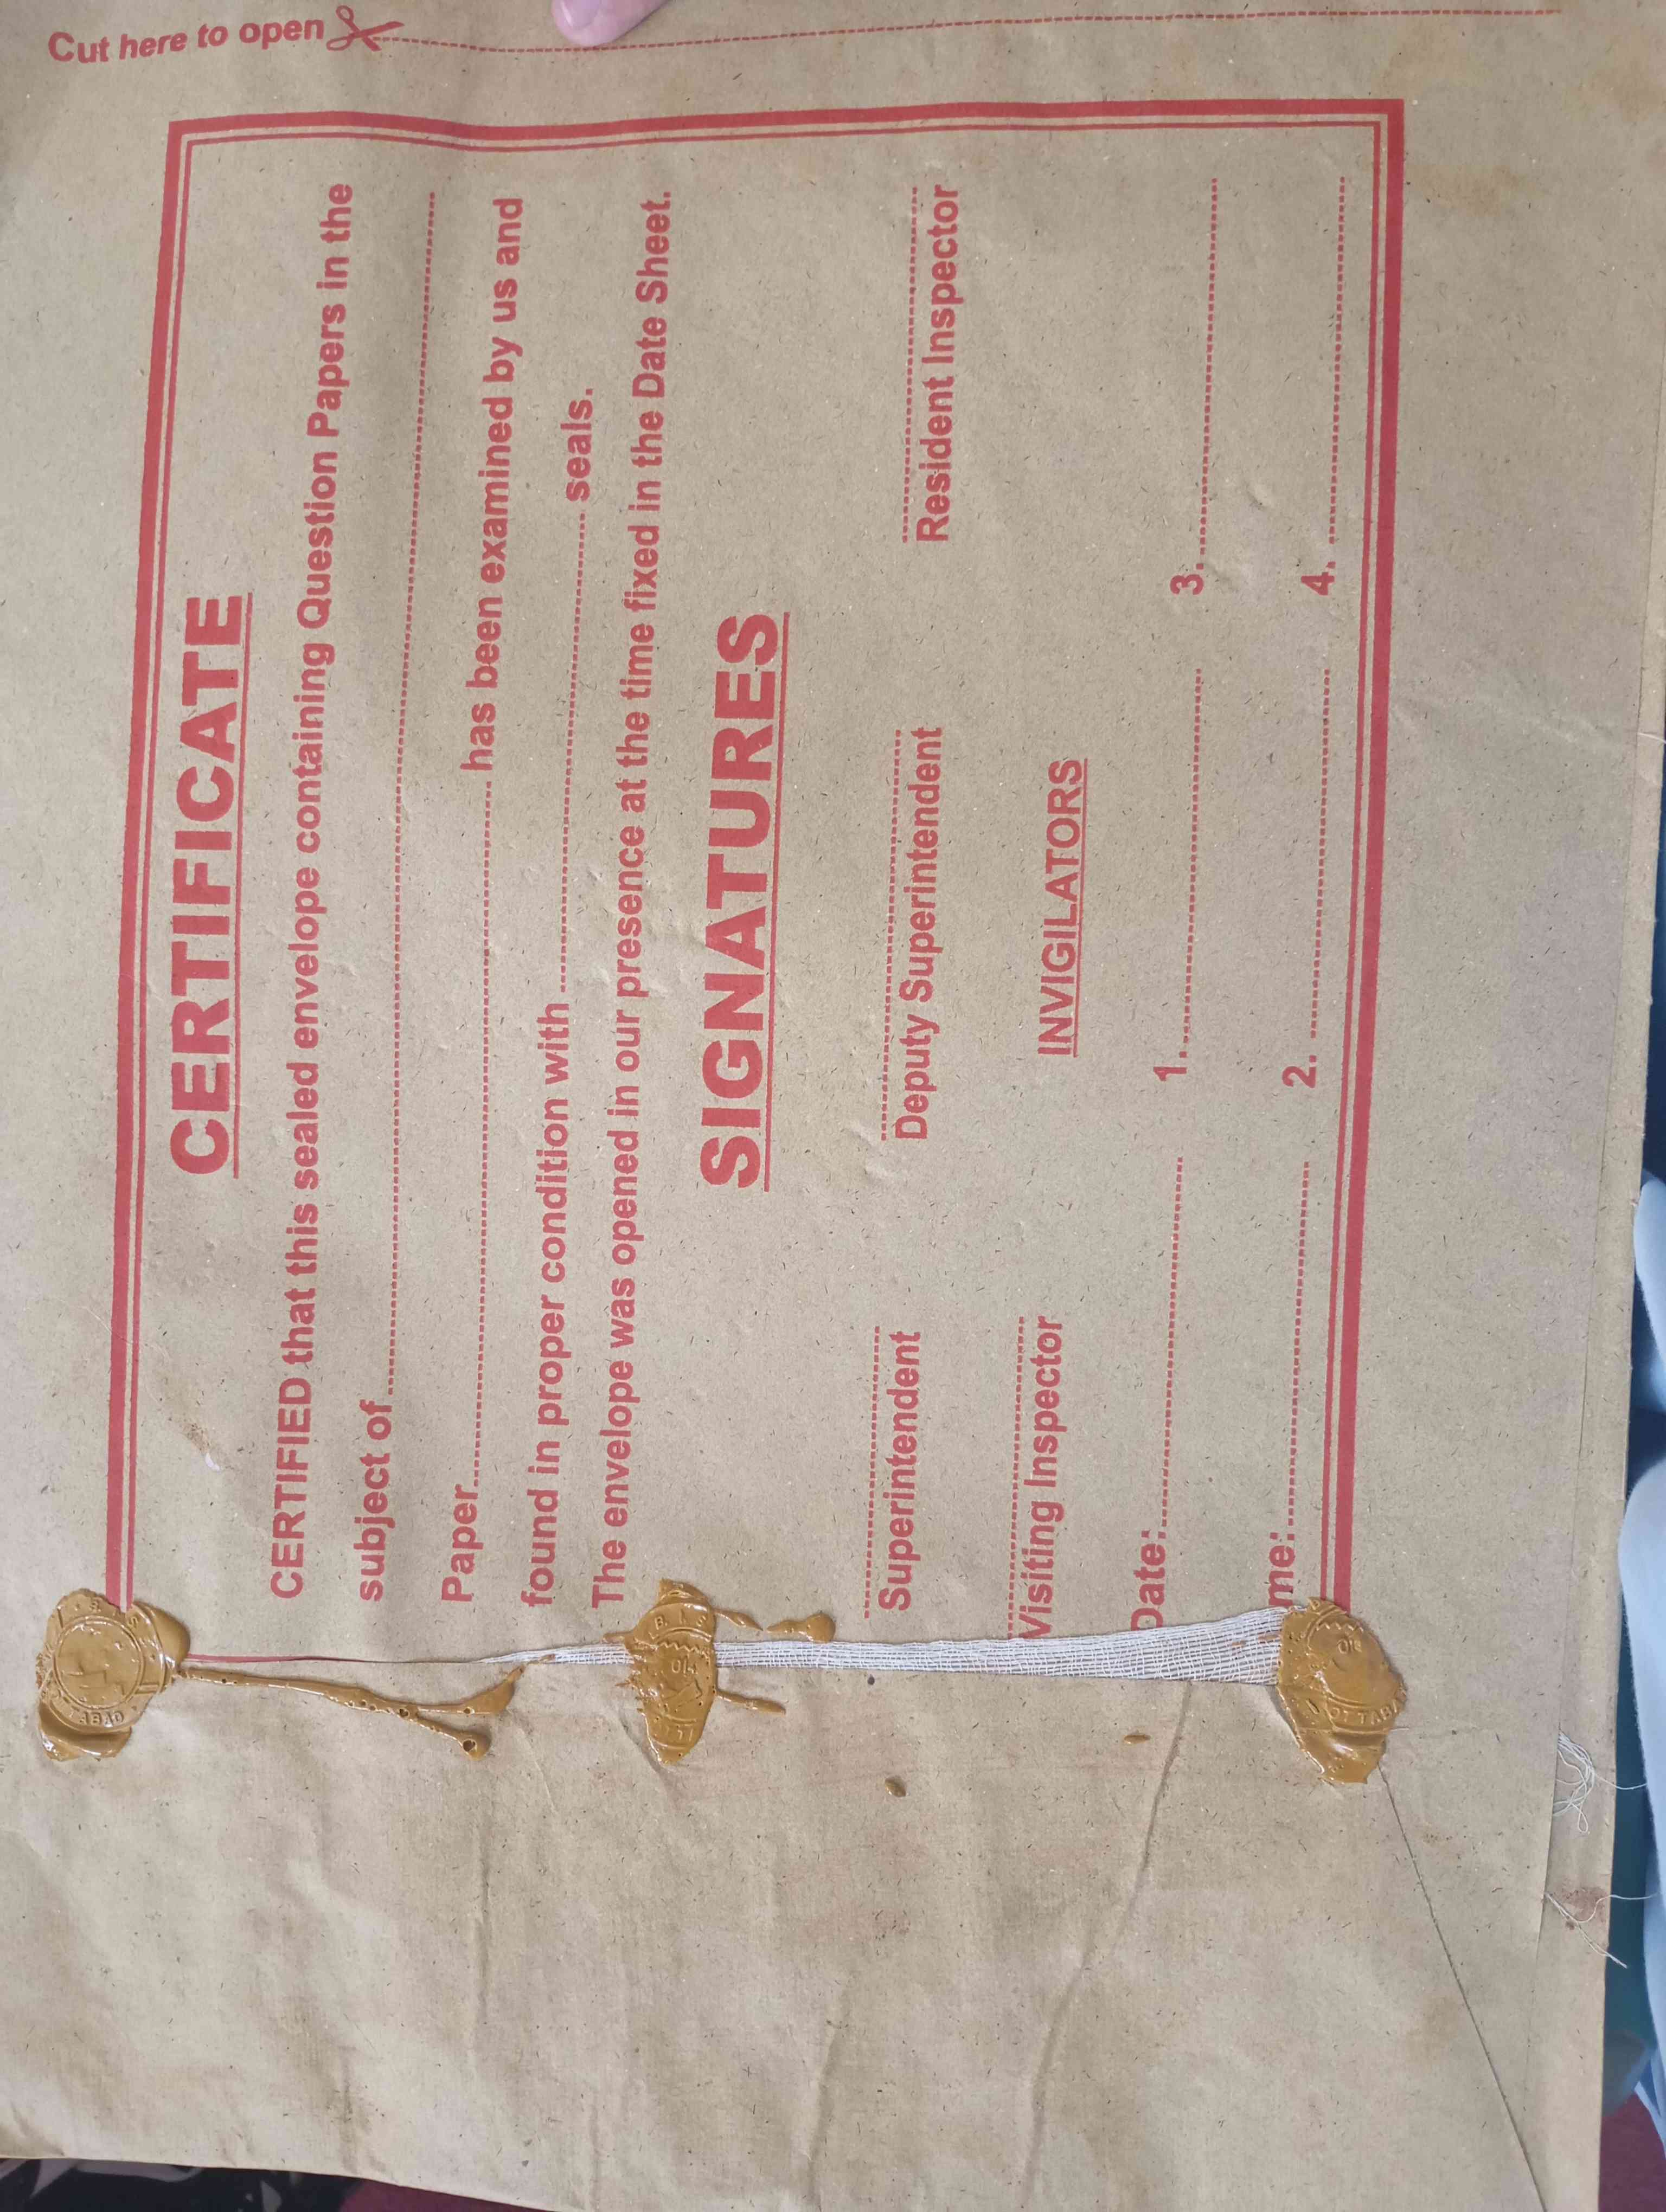 Cut here to open
CERTIFICATE
CERTIFIED that this sealed envelope containing Question Papers in the
subject of
Paper has been examined by us and
found in proper condition with seals.
The envelope was opened in our presence at the time fixed in the Date Sheet.
SIGNATURES
Superintendent Deputy Superintendent Resident Inspector
Visiting Inspector INVIGILATORS
Date: 1. 3.
me: 2. 4.